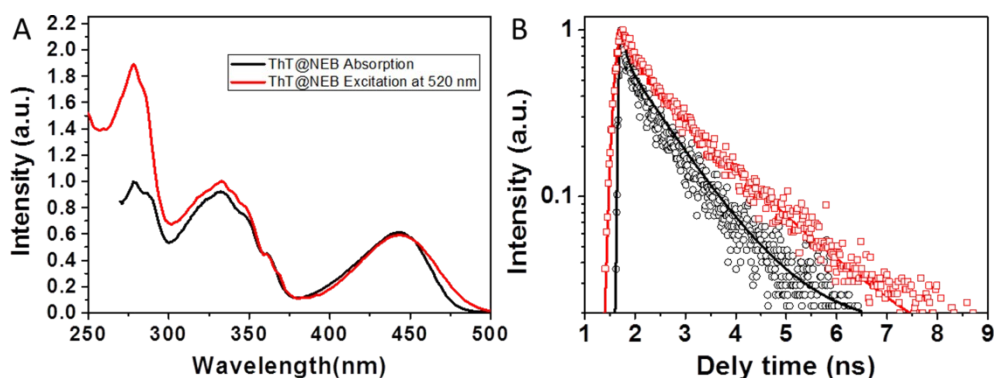 A
ThT@NEB Absorption
ThT@NEB Excitation at 520 nm
Intensity (a.u.)
2.2
2.0
1.8
1.6
1.4
1.2
1.0
0.8
0.6
0.4
0.2
0.0
250 300 350 400 450 500
Wavelength(nm)
B
Intensity (a.u.)
1
0.1
1 2 3 4 5 6 7 8 9
Dely time (ns)